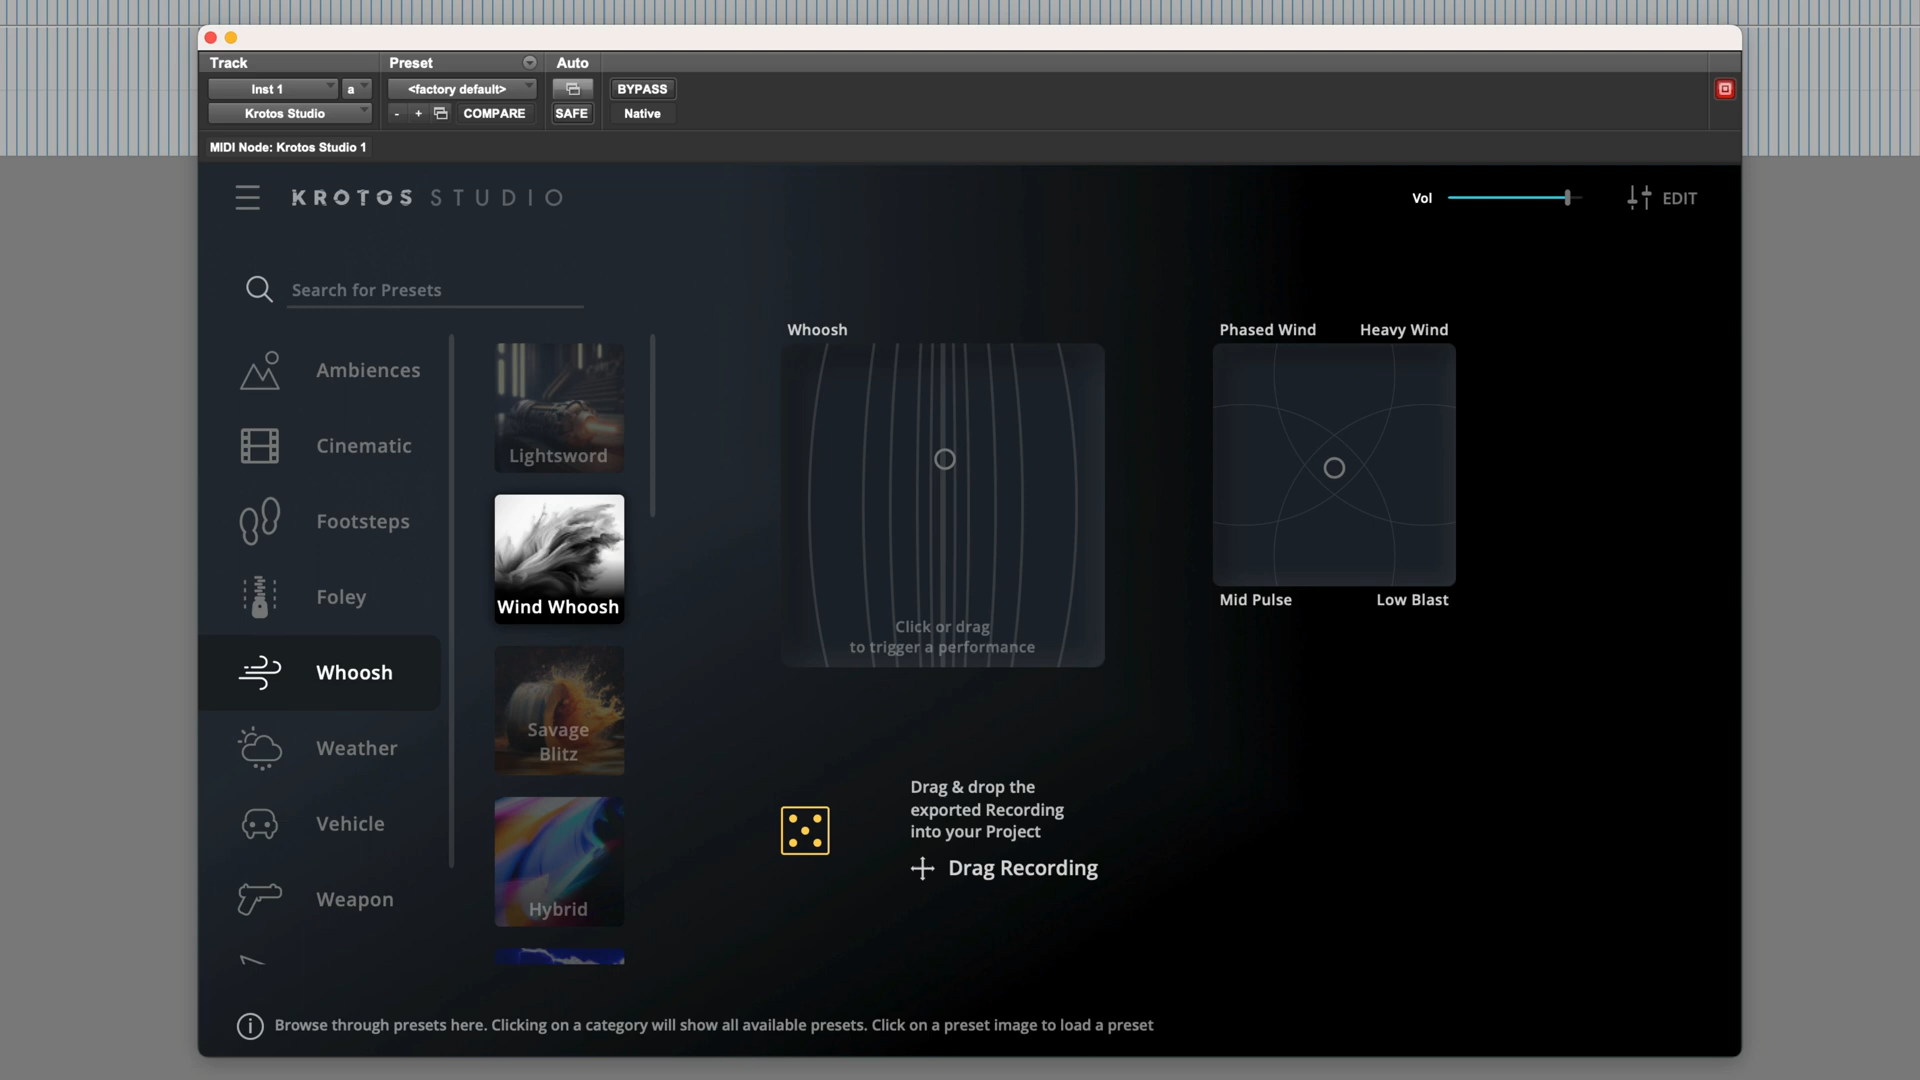 Track
Preset
Auto
Inst 1
a
<factory default>
BYPASS
Krotos Studio
-
+
COMPARE
SAFE
Native
MIDI Node: Krotos Studio 1
KROTOS STUDIO
Vol
EDIT
Search for Presets
Ambiences
Cinematic
Footsteps
Foley
Whoosh
Weather
Vehicle
Weapon
Lightsword
Wind Whoosh
Savage
Blitz
Hybrid
Whoosh
Click or drag
to trigger a performance
Phased Wind
Heavy Wind
Mid Pulse
Low Blast
Drag & drop the
exported Recording
into your Project
Drag Recording
Browse through presets here. Clicking on a category will show all available presets. Click on a preset image to load a preset